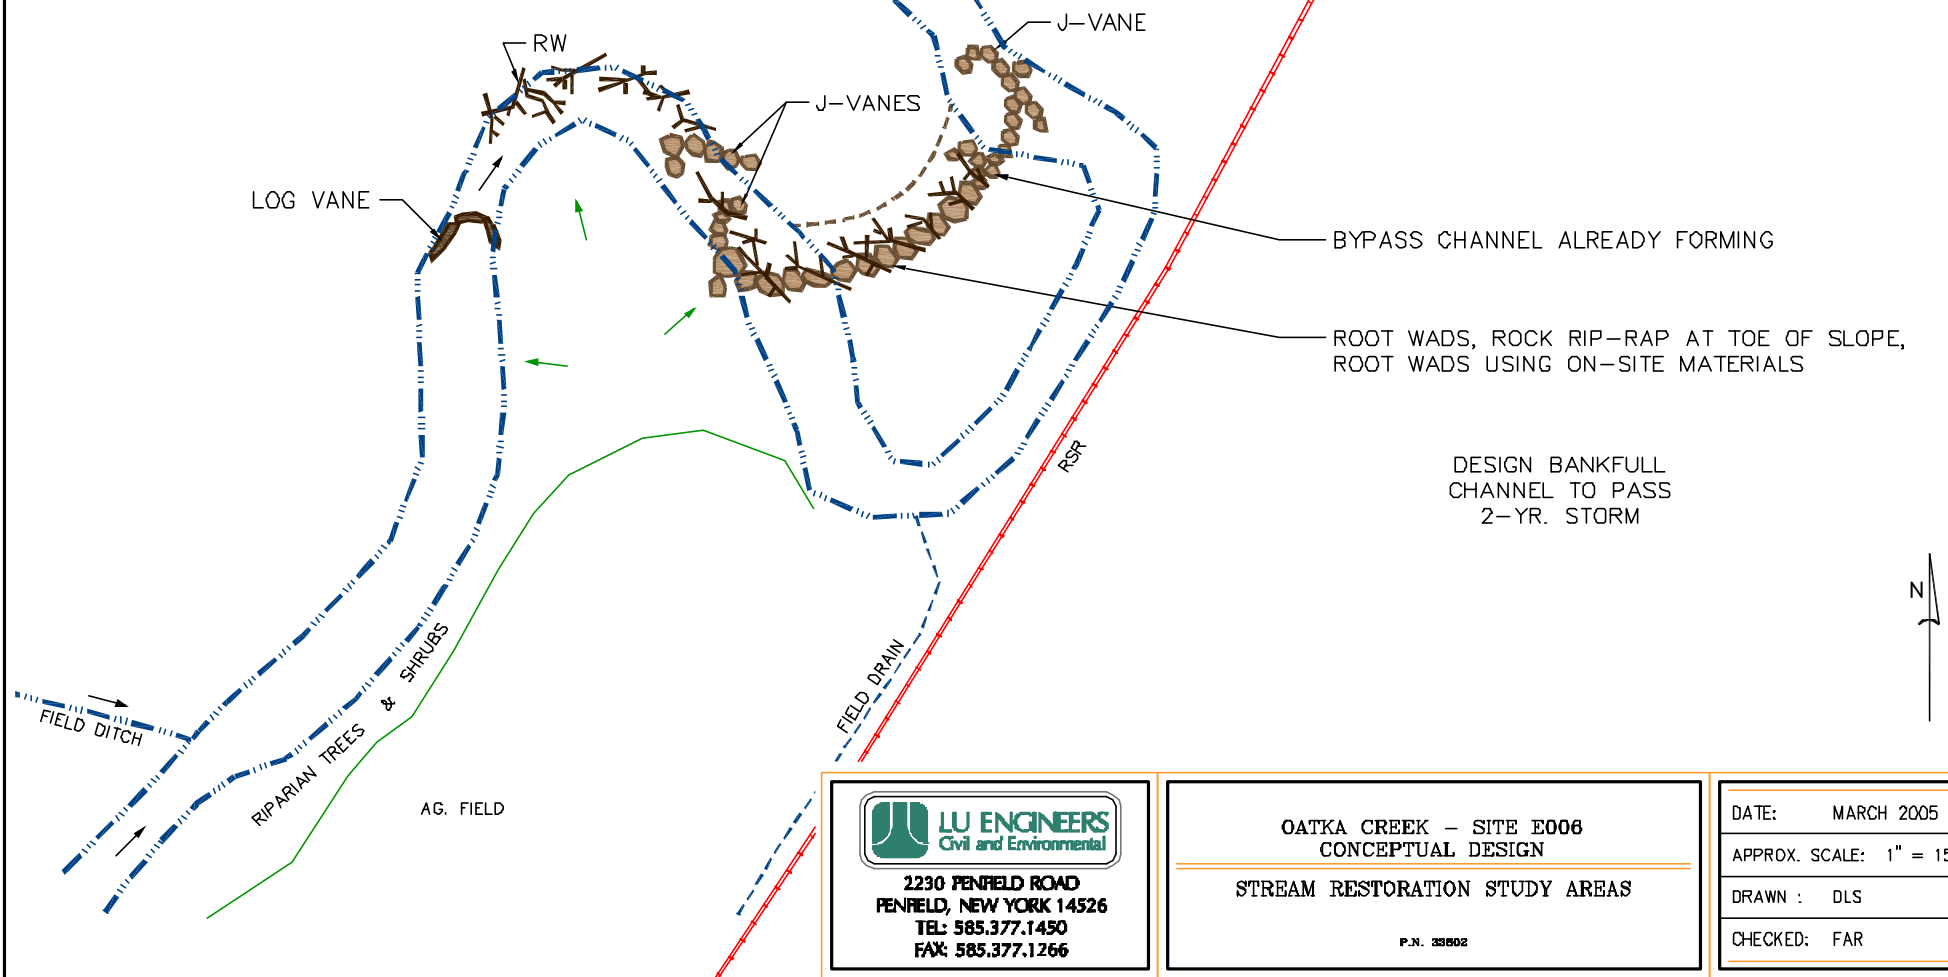 J-VANE
RW
J-VANES
LOG VANE
BYPASS CHANNEL ALREADY FORMING
ROOT WADS, ROCK RIP-RAP AT TOE OF SLOPE,
ROOT WADS USING ON-SITE MATERIALS
RSR
DESIGN BANKFULL
CHANNEL TO PASS
2-YR. STORM
N
FIELD DRAIN
FIELD DITCH
RIPARIAN TREES & SHRUBS
AG. FIELD
LU ENGINEERS
Civil and Environmental
2230 PENFIELD ROAD
PENFIELD, NEW YORK 14526
TEL: 585.377.1450
FAX: 585.377.1266
OATKA CREEK - SITE E006
CONCEPTUAL DESIGN
STREAM RESTORATION STUDY AREAS
P.N.
DATE: MARCH 2005
APPROX. SCALE: 1" =
DRAWN : DLS
CHECKED: FAR